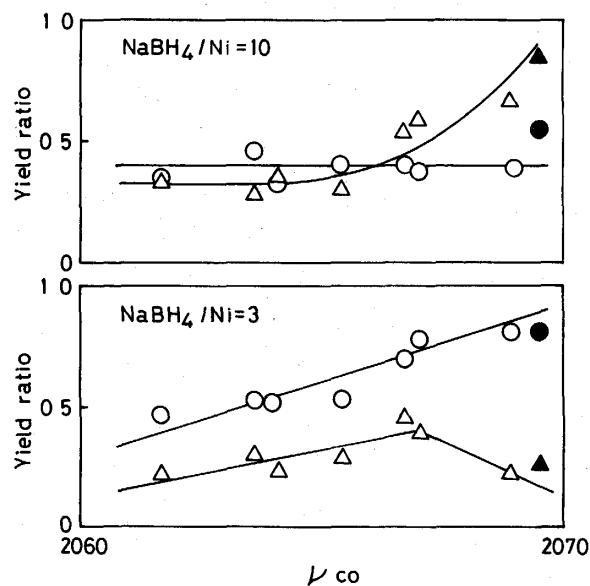 1 0
NaBH4/Ni=10
Yield ratio
0 5
0
NaBH4/Ni=3
Yield ratio
1 0
0 5
0
2060
2070
ν co